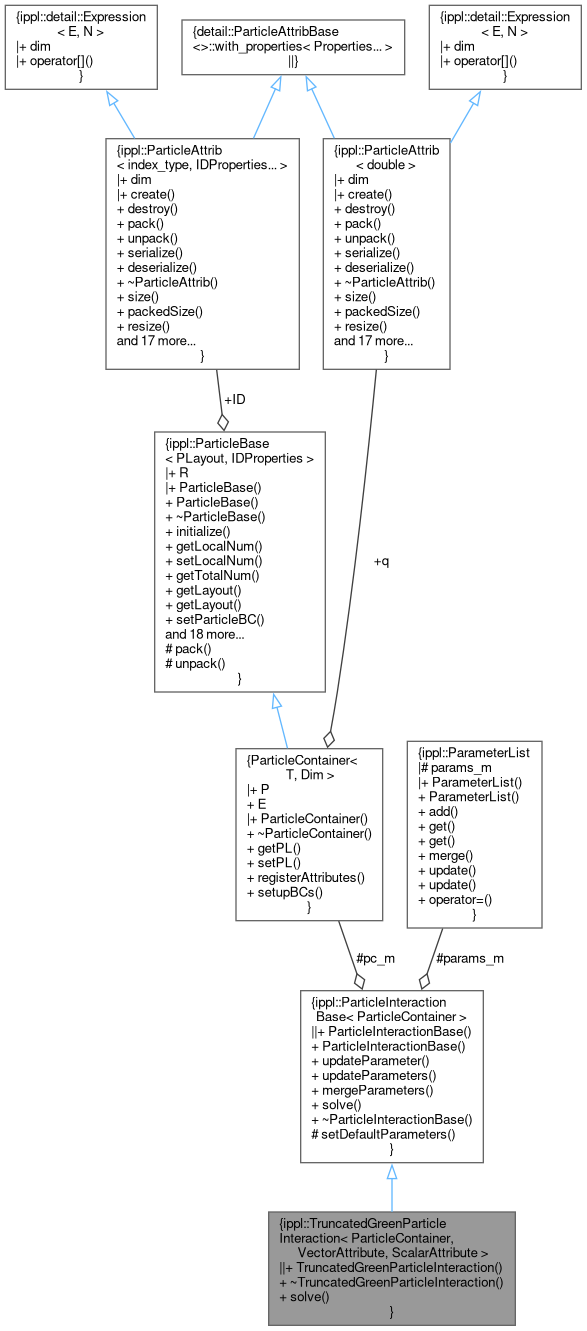 {ippl::detail::Expression
< E, N >
|+ dim
|+ operator[]()
}
{detail::ParticleAttribBase
<>::with_properties< Properties... >
||}
{ippl::detail::Expression
< E, N >
|+ dim
|+ operator[]()
}
{ippl::ParticleAttrib
< index_type, IDProperties... >
|+ dim
|+ create()
+ destroy()
+ pack()
+ unpack()
+ serialize()
+ deserialize()
+ ~ParticleAttrib()
+ size()
+ packedSize()
+ resize()
and 17 more...
}
{ippl::ParticleAttrib
< double >
|+ dim
|+ create()
+ destroy()
+ pack()
+ unpack()
+ serialize()
+ deserialize()
+ ~ParticleAttrib()
+ size()
+ packedSize()
+ resize()
and 17 more...
}
+ID
{ippl::ParticleBase
< PLayout, IDProperties >
|+ R
|+ ParticleBase()
+ ParticleBase()
+ ~ParticleBase()
+ initialize()
+ getLocalNum()
+ setLocalNum()
+ getTotalNum()
+ getLayout()
+ getLayout()
+ setParticleBC()
and 18 more...
# pack()
# unpack()
}
+q
{ParticleContainer<
T, Dim >
|+ P
+ E
|+ ParticleContainer()
+ ~ParticleContainer()
+ getPL()
+ setPL()
+ registerAttributes()
+ setupBCs()
}
{ippl::ParameterList
|# params_m
|+ ParameterList()
+ ParameterList()
+ add()
+ get()
+ get()
+ merge()
+ update()
+ update()
+ operator=()
}
#pc_m
#params_m
{ippl::ParticleInteraction
Base< ParticleContainer >
||+ ParticleInteractionBase()
+ ParticleInteractionBase()
+ updateParameter()
+ updateParameters()
+ mergeParameters()
+ solve()
+ ~ParticleInteractionBase()
# setDefaultParameters()
}
{ippl::TruncatedGreenParticle
Interaction< ParticleContainer,
VectorAttribute, ScalarAttribute >
||+ TruncatedGreenParticleInteraction()
+ ~TruncatedGreenParticleInteraction()
+ solve()
}